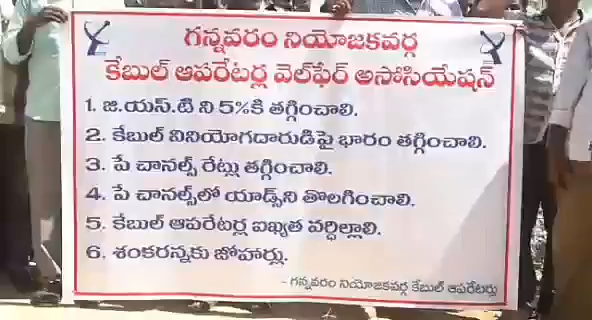 గన్నవరం నియోజకవర్గ
కేబుల్ ఆపరేటర్ల వెల్‌ఫేర్ అసోసియేషన్
1. జి.యస్.టి ని 5%కి తగ్గించాలి.
2. కేబుల్ వినియోగదారుడిపై భారం తగ్గించాలి.
3. పే చానల్స్ రేట్లు తగ్గించాలి.
4. పే చానల్స్‌లో యాడ్స్‌ని తొలగించాలి.
5. కేబుల్ ఆపరేటర్ల ఐఖ్యత వర్ధిల్లాలి.
6. శంకరన్నకు జోహార్లు.
- గన్నవరం నియోజకవర్గ కేబుల్ ఆపరేటర్లు